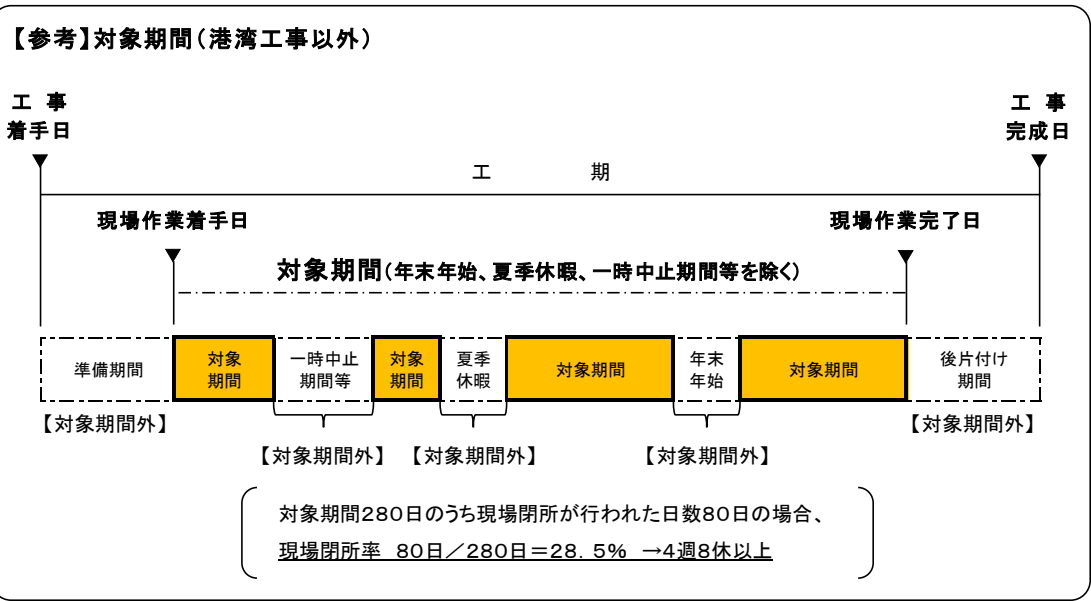 【参考】対象期間(港湾工事以外)
工 事
着手日
工 事
完成日
工 期
現場作業着手日
現場作業完了日
対象期間(年末年始、夏季休暇、一時中止期間等を除く)
準備期間
対象
期間
一時中止
期間等
対象
期間
夏季
休暇
対象期間
年末
年始
対象期間
後片付け
期間
【対象期間外】
【対象期間外】
【対象期間外】
【対象期間外】
【対象期間外】
対象期間280日のうち現場閉所が行われた日数80日の場合、
現場閉所率 80日/280日=28.5% →4週8休以上